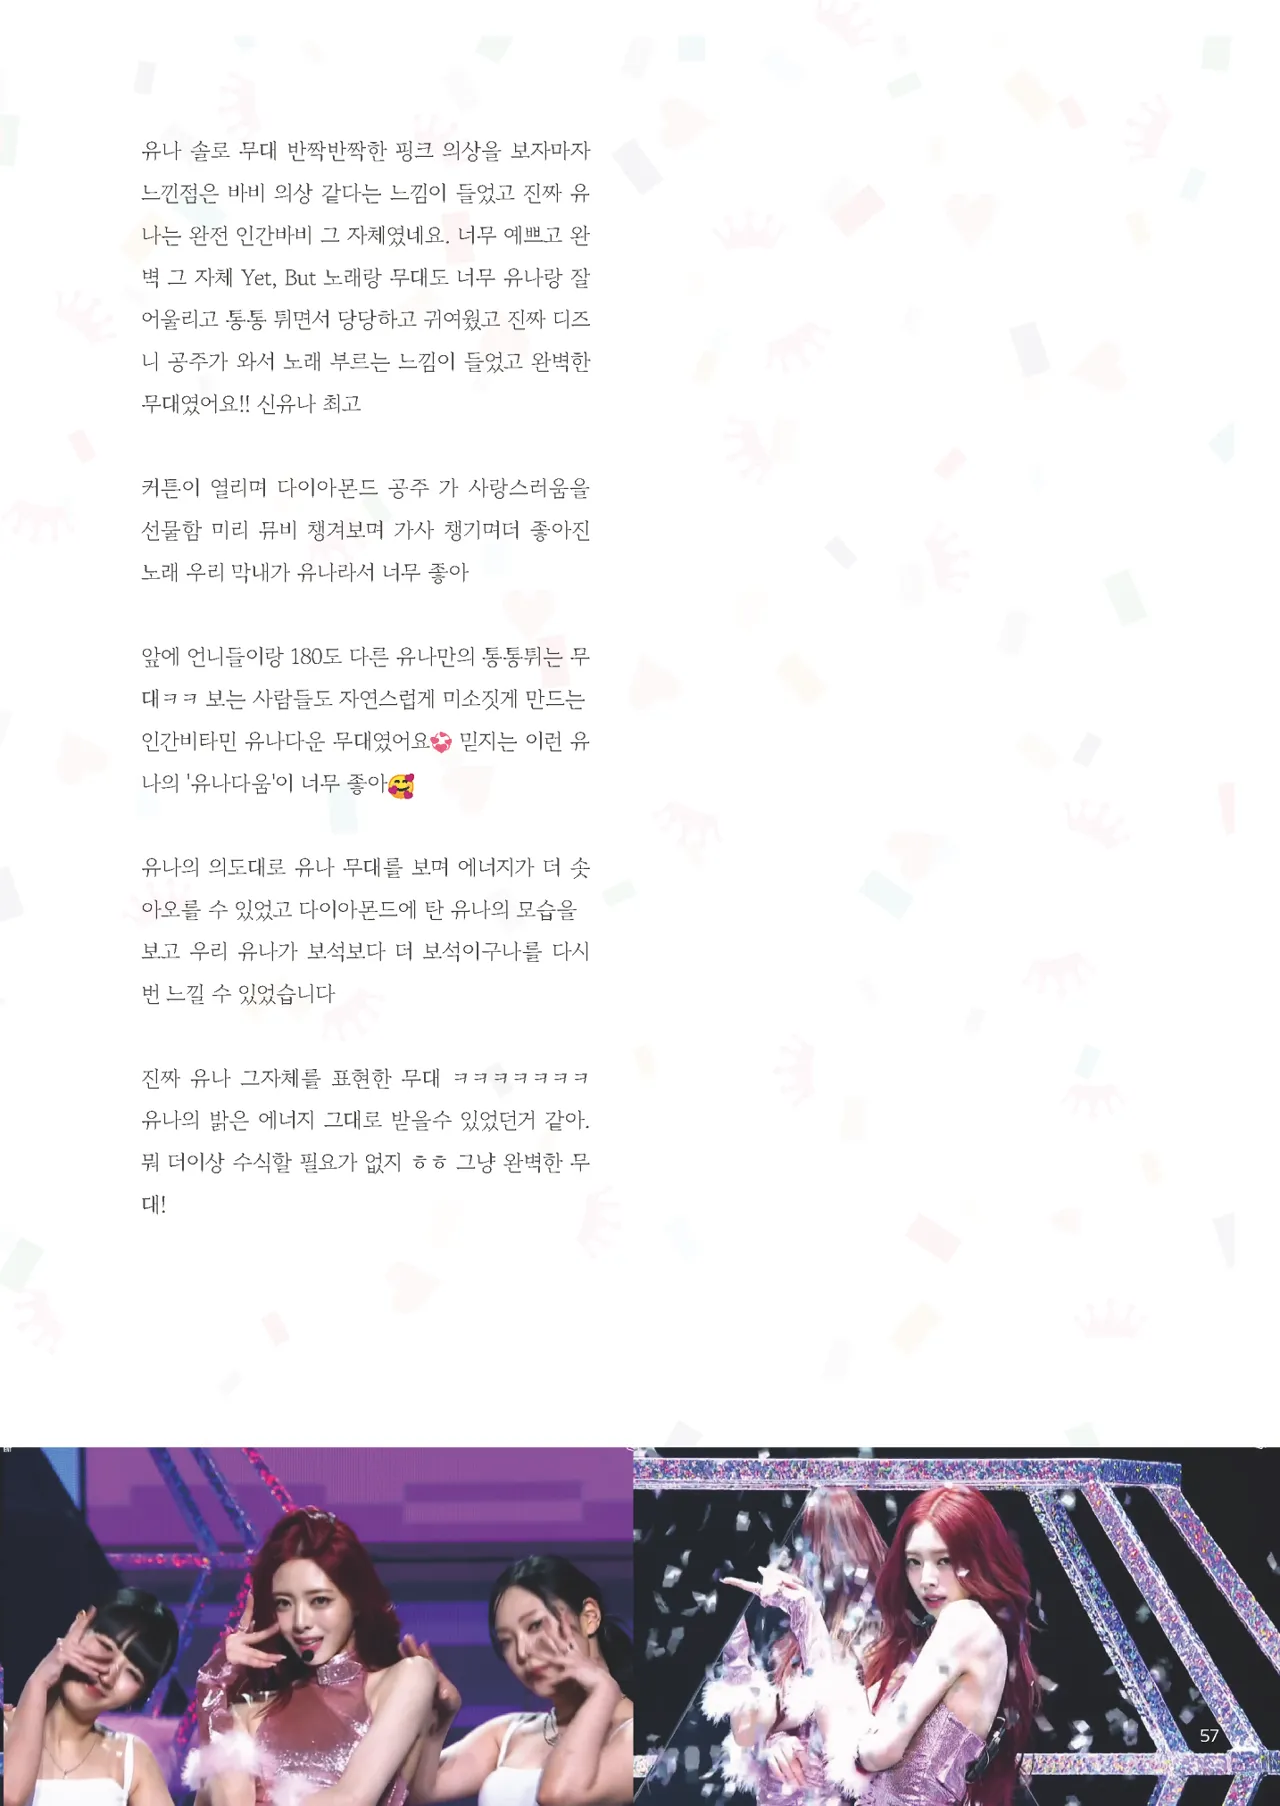 유나 솔로 무대 반짝반짝한 핑크 의상을 보자마자
느낀점은 바비 의상 같다는 느낌이 들었고 진짜 유
나는 완전 인간바비 그 자체였네요. 너무 예쁘고 완
벽 그 자체 Yet, But 노래랑 무대도 너무 유나랑 잘
어울리고 통통 튀면서 당당하고 귀여웠고 진짜 디즈
니 공주가 와서 노래 부르는 느낌이 들었고 완벽한
무대였어요!! 신유나 최고
커튼이 열리며 다이아몬드 공주 가 사랑스러움을
선물함 미리 뮤비 챙겨보며 가사 챙기며더 좋아진
노래 우리 막내가 유나라서 너무 좋아
앞에 언니들이랑 180도 다른 유나만의 통통튀는 무
대ㅋㅋ 보는 사람들도 자연스럽게 미소짓게 만드는
인간비타민 유나다운 무대였어요💞 믿지는 이런 유
나의 '유나다움'이 너무 좋아🥰
유나의 의도대로 유나 무대를 보며 에너지가 더 솟
아오를 수 있었고 다이아몬드에 탄 유나의 모습을
보고 우리 유나가 보석보다 더 보석이구나를 다시
번 느낄 수 있었습니다
진짜 유나 그자체를 표현한 무대 ㅋㅋㅋㅋㅋㅋㅋ
유나의 밝은 에너지 그대로 받을수 있었던거 같아.
뭐 더이상 수식할 필요가 없지 ㅎㅎ 그냥 완벽한 무
대!
57